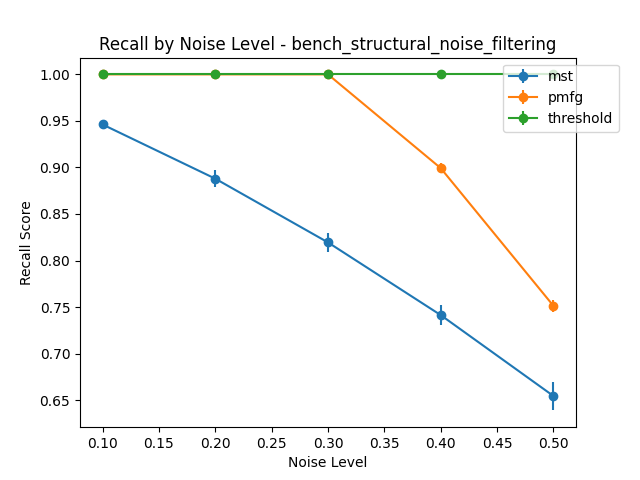 Recall by Noise Level - bench_structural_noise_filtering
1.00
0.95
0.90
0.85
0.80
0.75
0.70
0.65
Recall Score
0.10
0.15
0.20
0.25
0.30
0.35
0.40
0.45
0.50
Noise Level
mst
pmfg
threshold